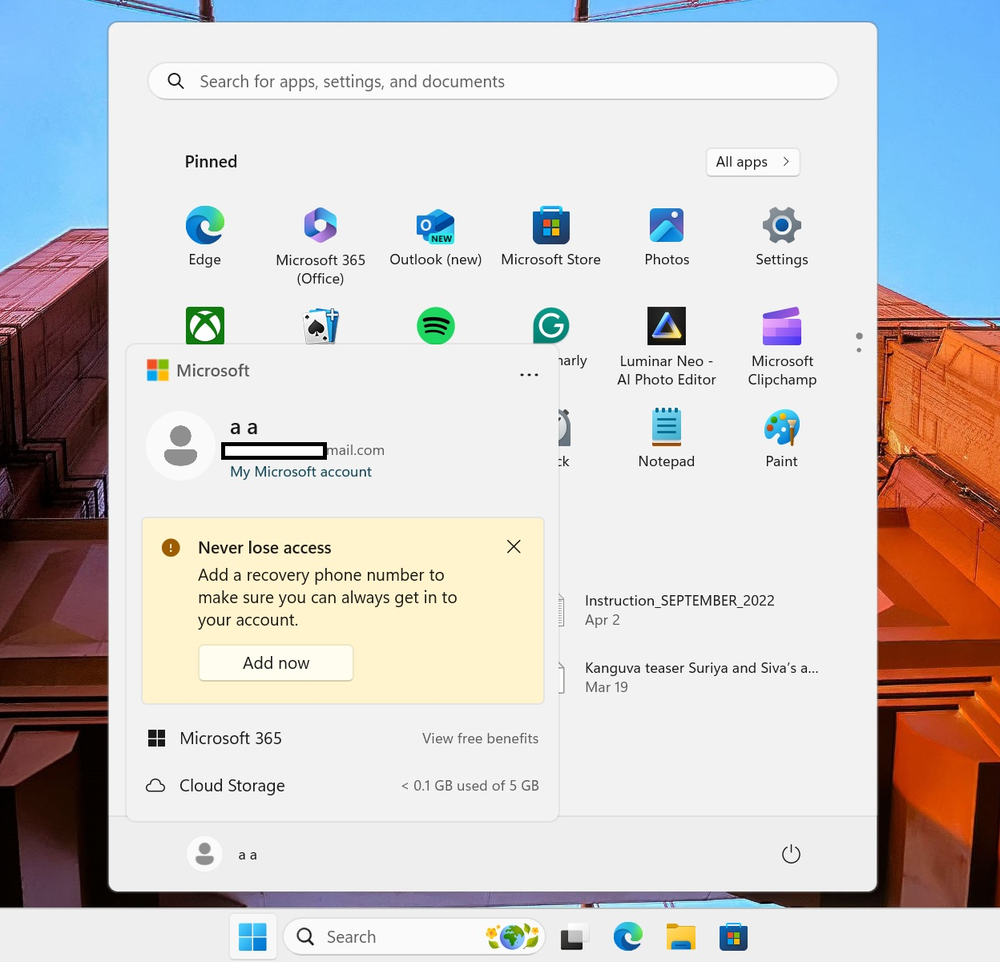 Search for apps, settings, and documents
Pinned
All apps
Edge
Microsoft 365
(Office)
Outlook (new)
NEW
Microsoft Store
Photos
Settings
Luminar Neo -
AI Photo Editor
Microsoft
Clipchamp
Notepad
Paint
Microsoft
a a
mail.com
My Microsoft account
Never lose access
Add a recovery phone number to
make sure you can always get in to
your account.
Add now
Microsoft 365
View free benefits
Cloud Storage
< 0.1 GB used of 5 GB
Instruction_SEPTEMBER_2022
Apr 2
Kanguva teaser Suriya and Siva's a...
Mar 19
a a
Search